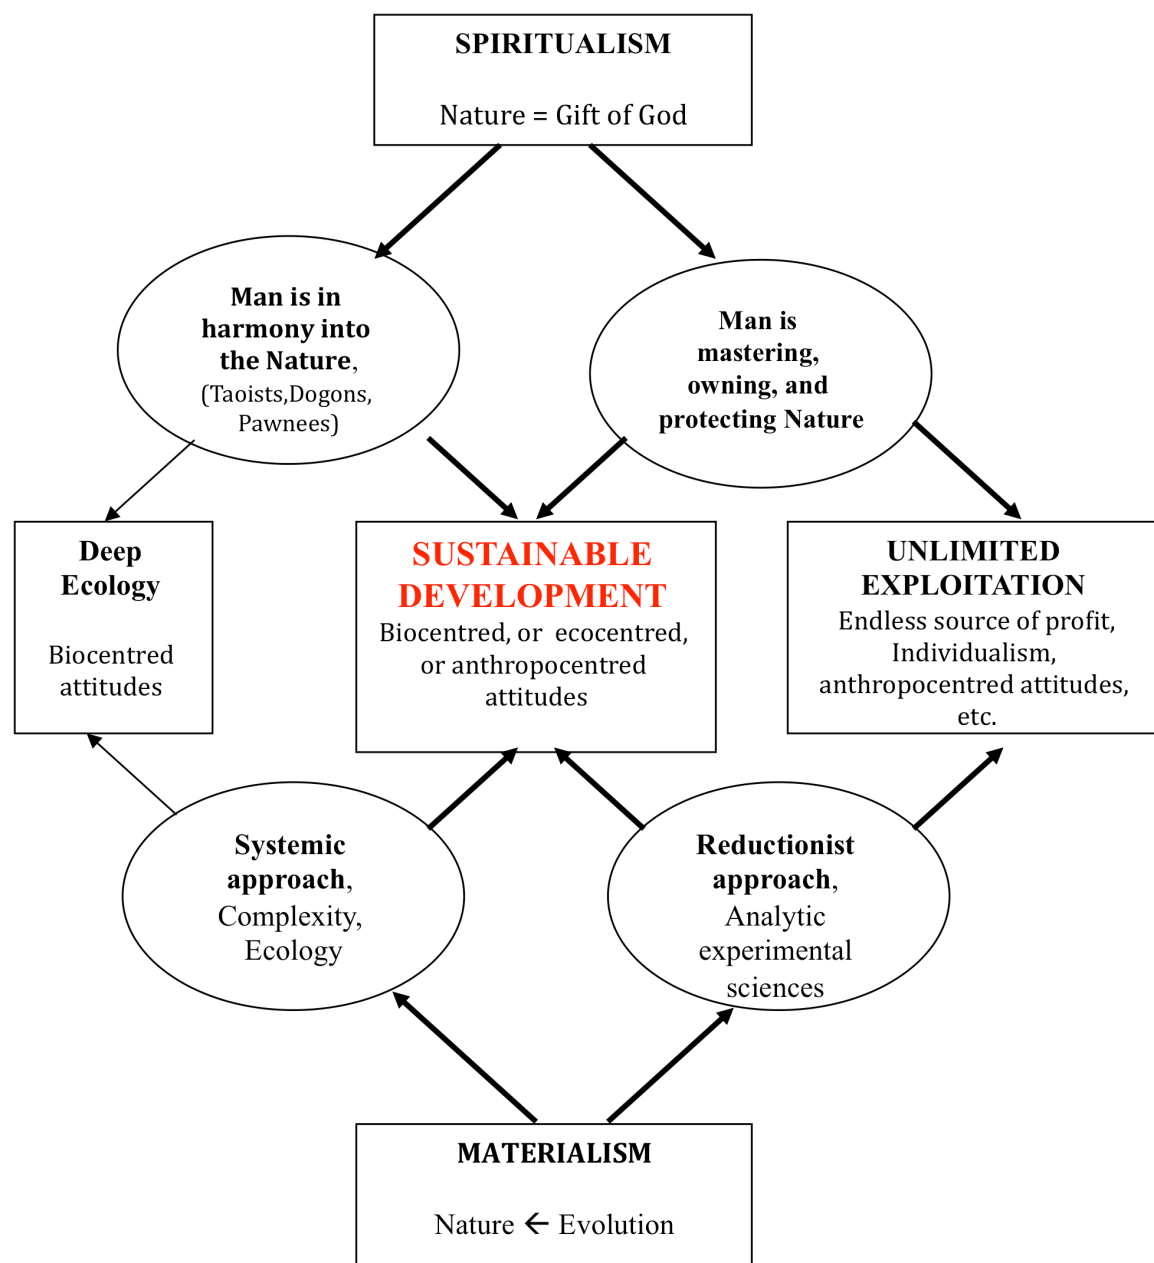 SPIRITUALISM
Nature = Gift of God
Man is in
harmony into
the Nature,
(Taoists,Dogons,
Pawnees)
Man is
mastering,
owning, and
protecting Nature
Deep
Ecology
Biocentred
attitudes
SUSTAINABLE
DEVELOPMENT
Biocentred, or ecocentred,
or anthropocentred
attitudes
UNLIMITED
EXPLOITATION
Endless source of profit,
Individualism,
anthropocentred attitudes,
etc.
Systemic
approach,
Complexity,
Ecology
Reductionist
approach,
Analytic
experimental
sciences
MATERIALISM
Nature ← Evolution